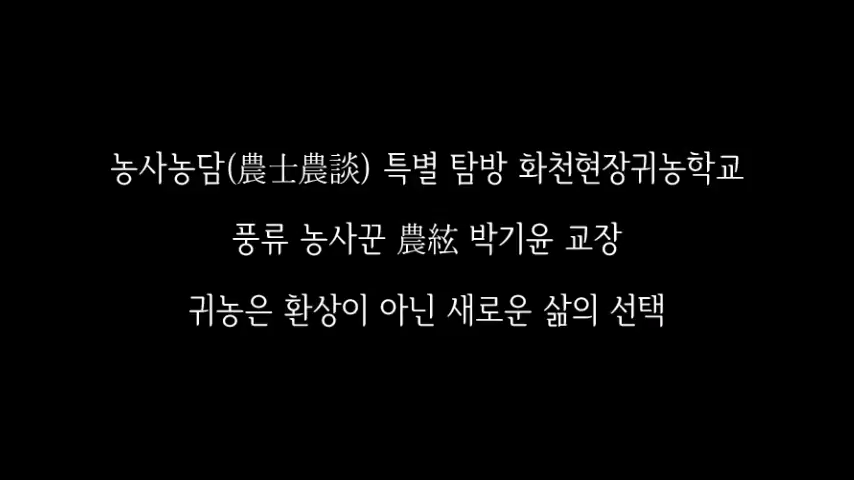 농사농담(農士農談) 특별 탐방 화천현장귀농학교
풍류 농사꾼 農絃 박기윤 교장
귀농은 환상이 아닌 새로운 삶의 선택